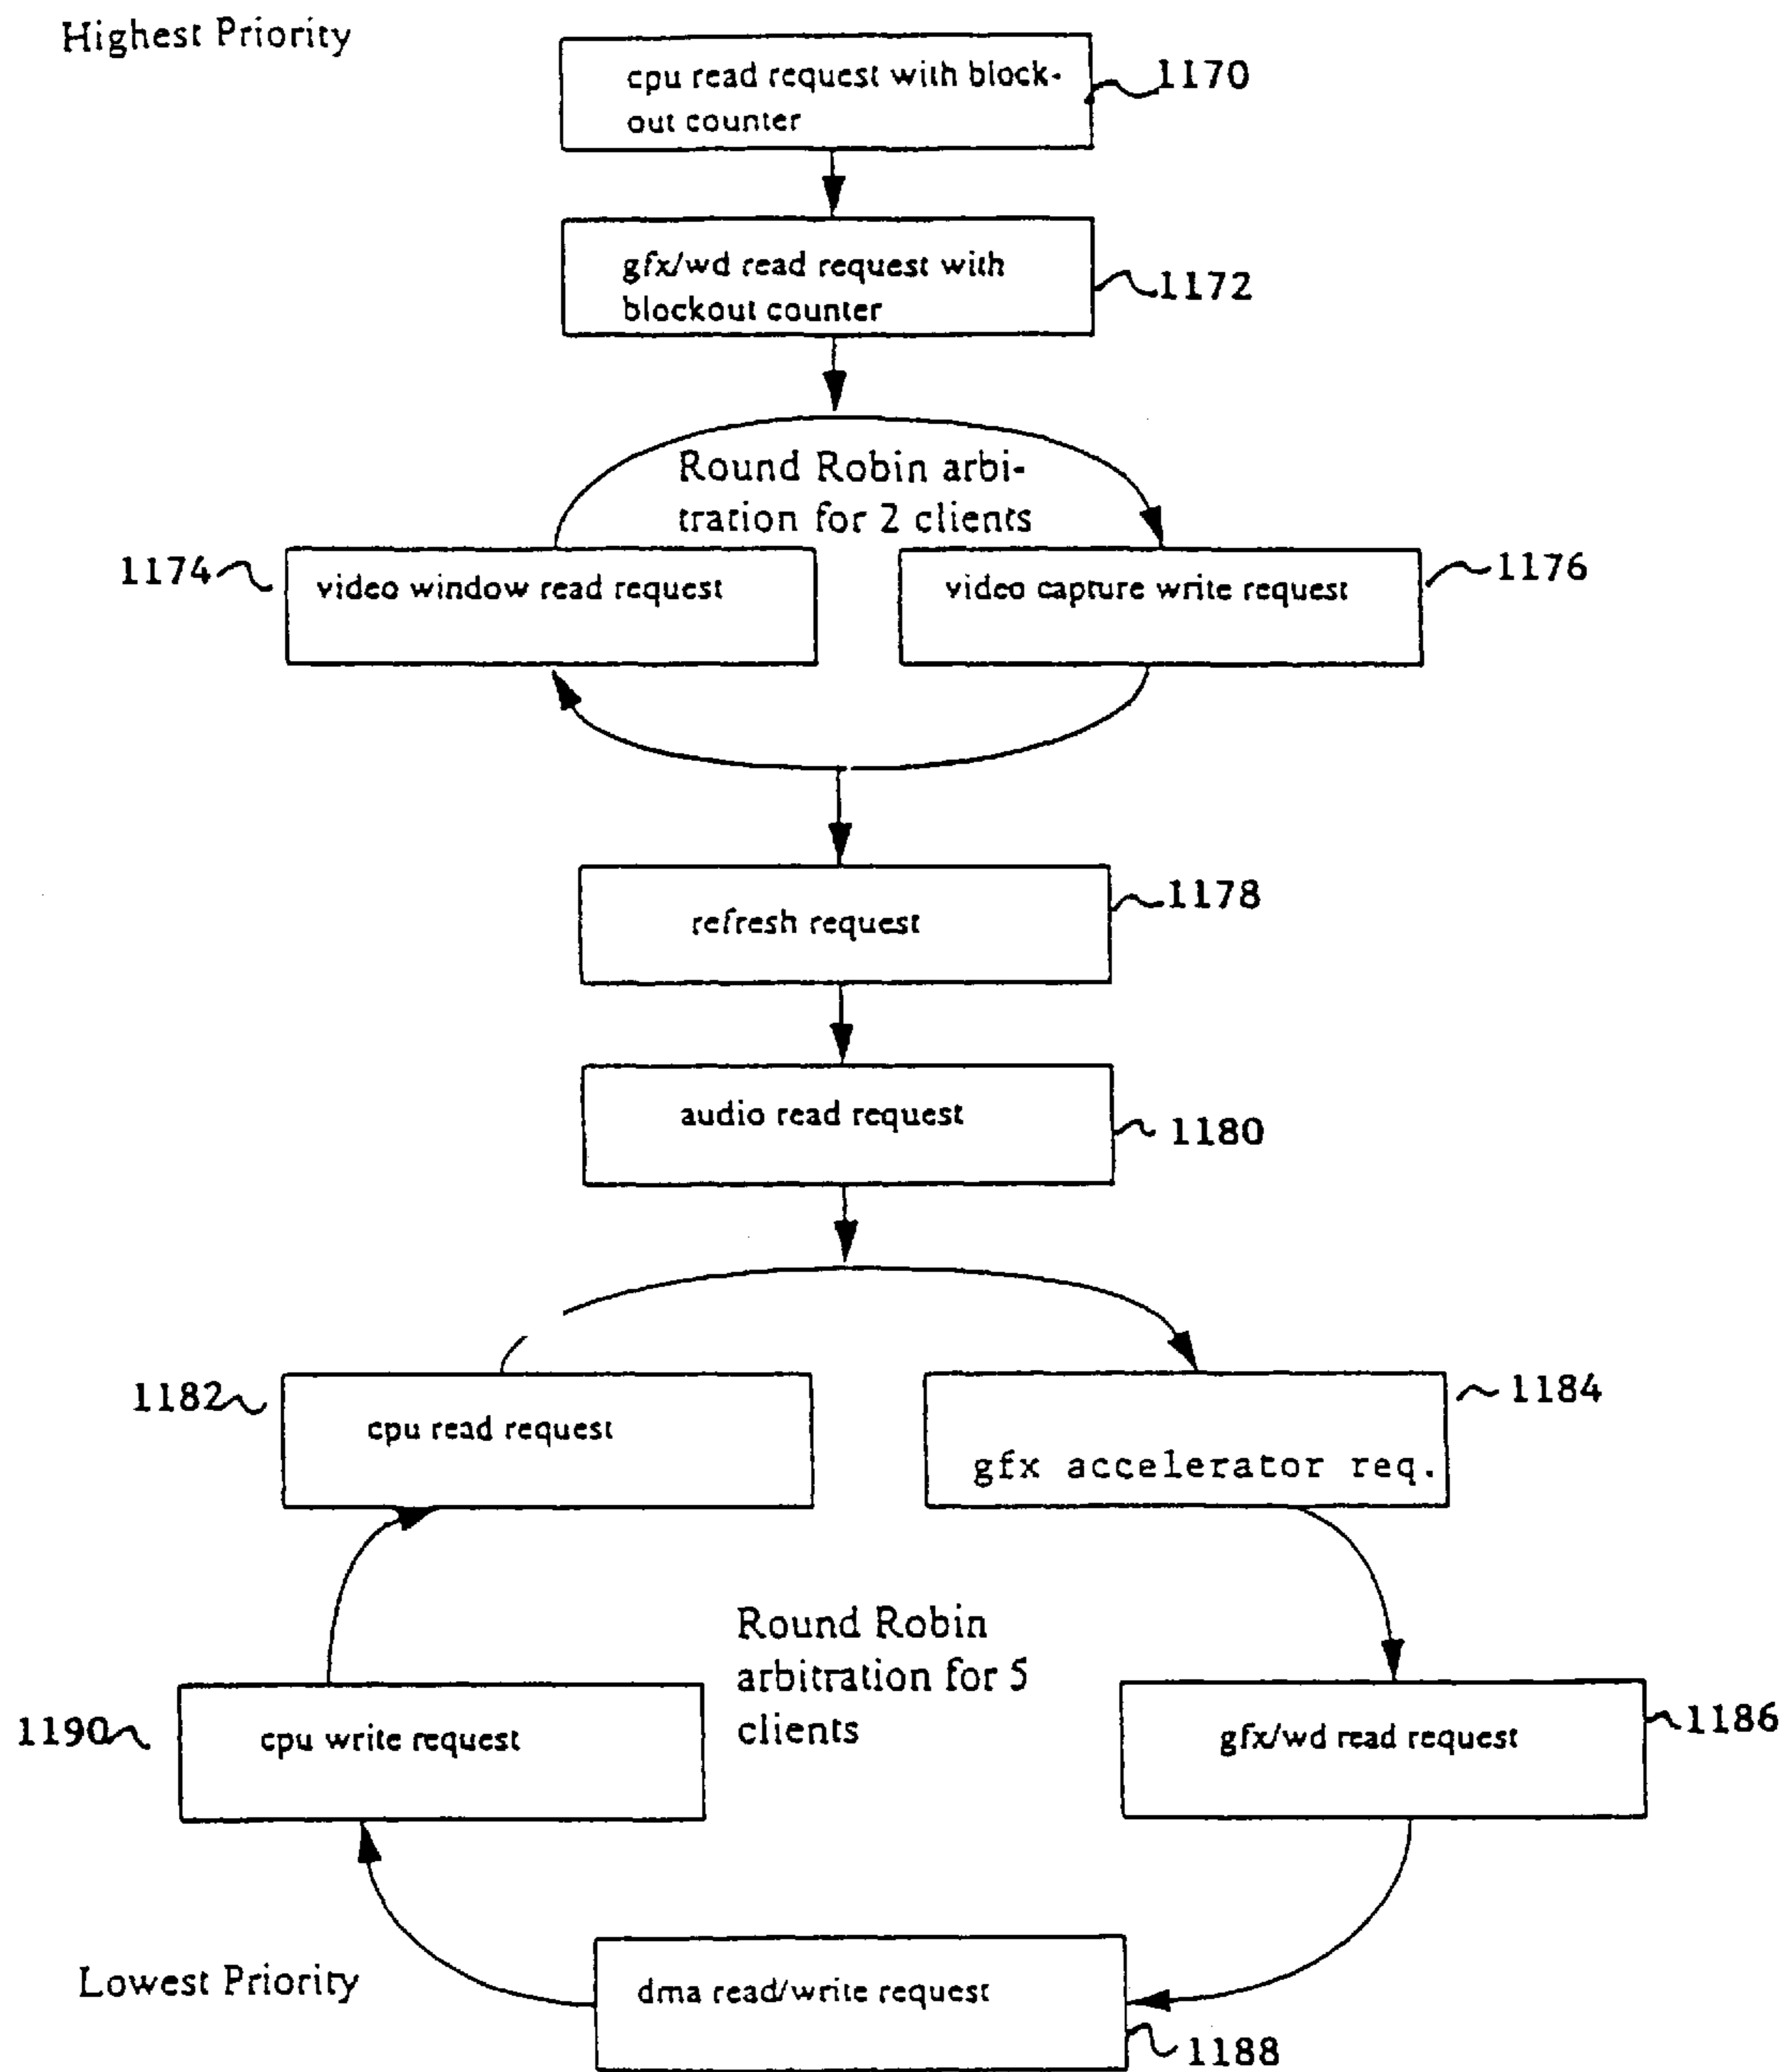 Highest Priority
cpu read request with block-
out counter
1170
gfx/wd read request with
blockout counter
1172
Round Robin arbi-
tration for 2 clients
1174
video window read request
video capture write request
1176
refresh request
1178
audio read request
1180
1182
cpu read request
gfx accelerator req.
1184
Round Robin
arbitration for 5
clients
1190
cpu write request
gfx/wd read request
1186
Lowest Priority
dma read/write request
1188